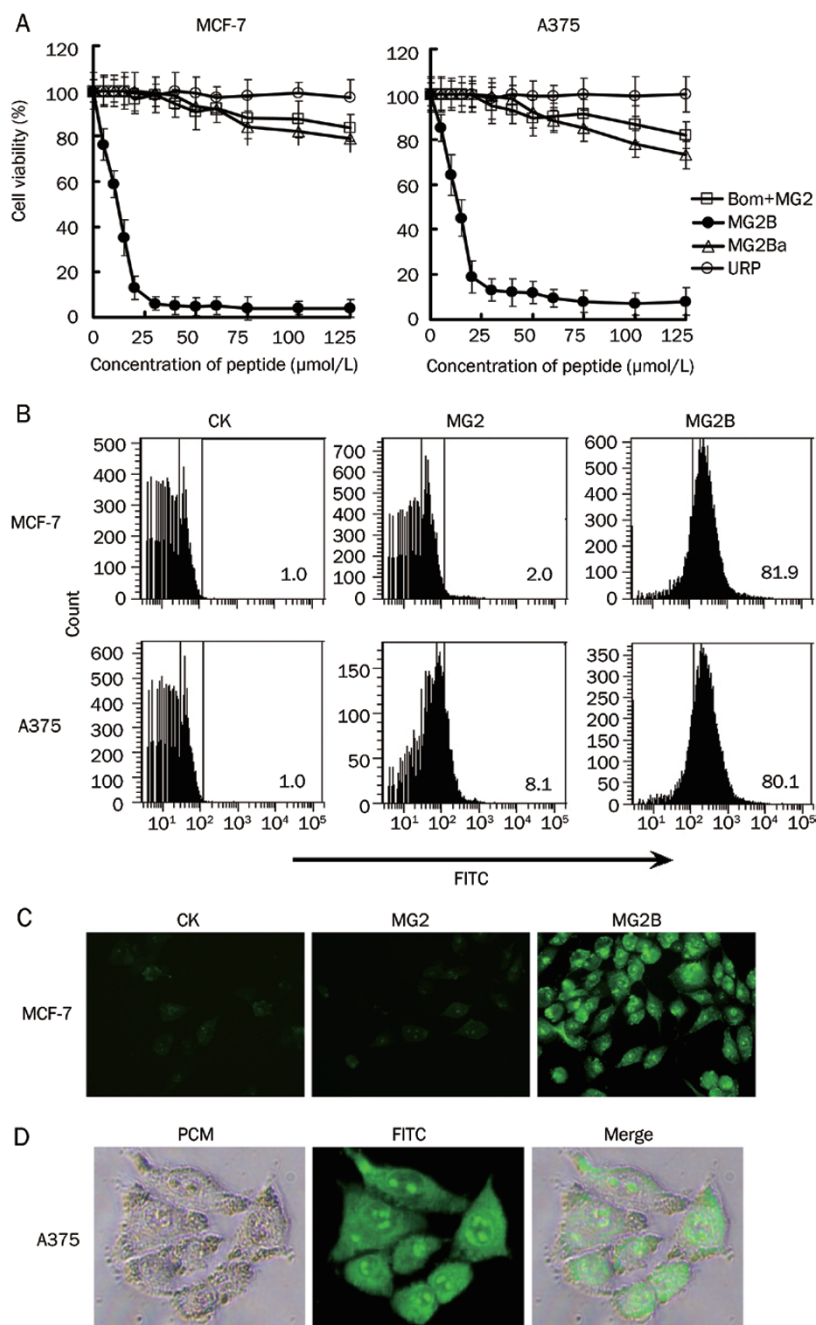 A
MCF-7
A375
Cell viability (%)
120
100
80
60
40
20
0
0 25 50 75 100 125
Concentration of peptide (μmol/L)
120
100
80
60
40
20
0
0 25 50 75 100 125
Concentration of peptide (μmol/L)
Bom+MG2
MG2B
MG2Ba
URP
B
CK
MG2
MG2B
MCF-7
Count
500
400
300
200
100
0
1.0
700
600
500
400
300
200
100
0
2.0
600
500
400
300
200
100
0
81.9
A375
600
500
400
300
200
100
0
1.0
150
100
50
0
8.1
350
300
250
200
150
100
50
0
80.1
10¹ 10² 10³ 10⁴ 10⁵
10¹ 10² 10³ 10⁴ 10⁵
10¹ 10² 10³ 10⁴ 10⁵
FITC
C
CK
MG2
MG2B
MCF-7
D
PCM
FITC
Merge
A375